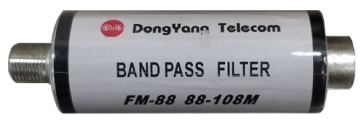 DongYang Telecom
BAND PASS FILTER
FM-88 88-108M